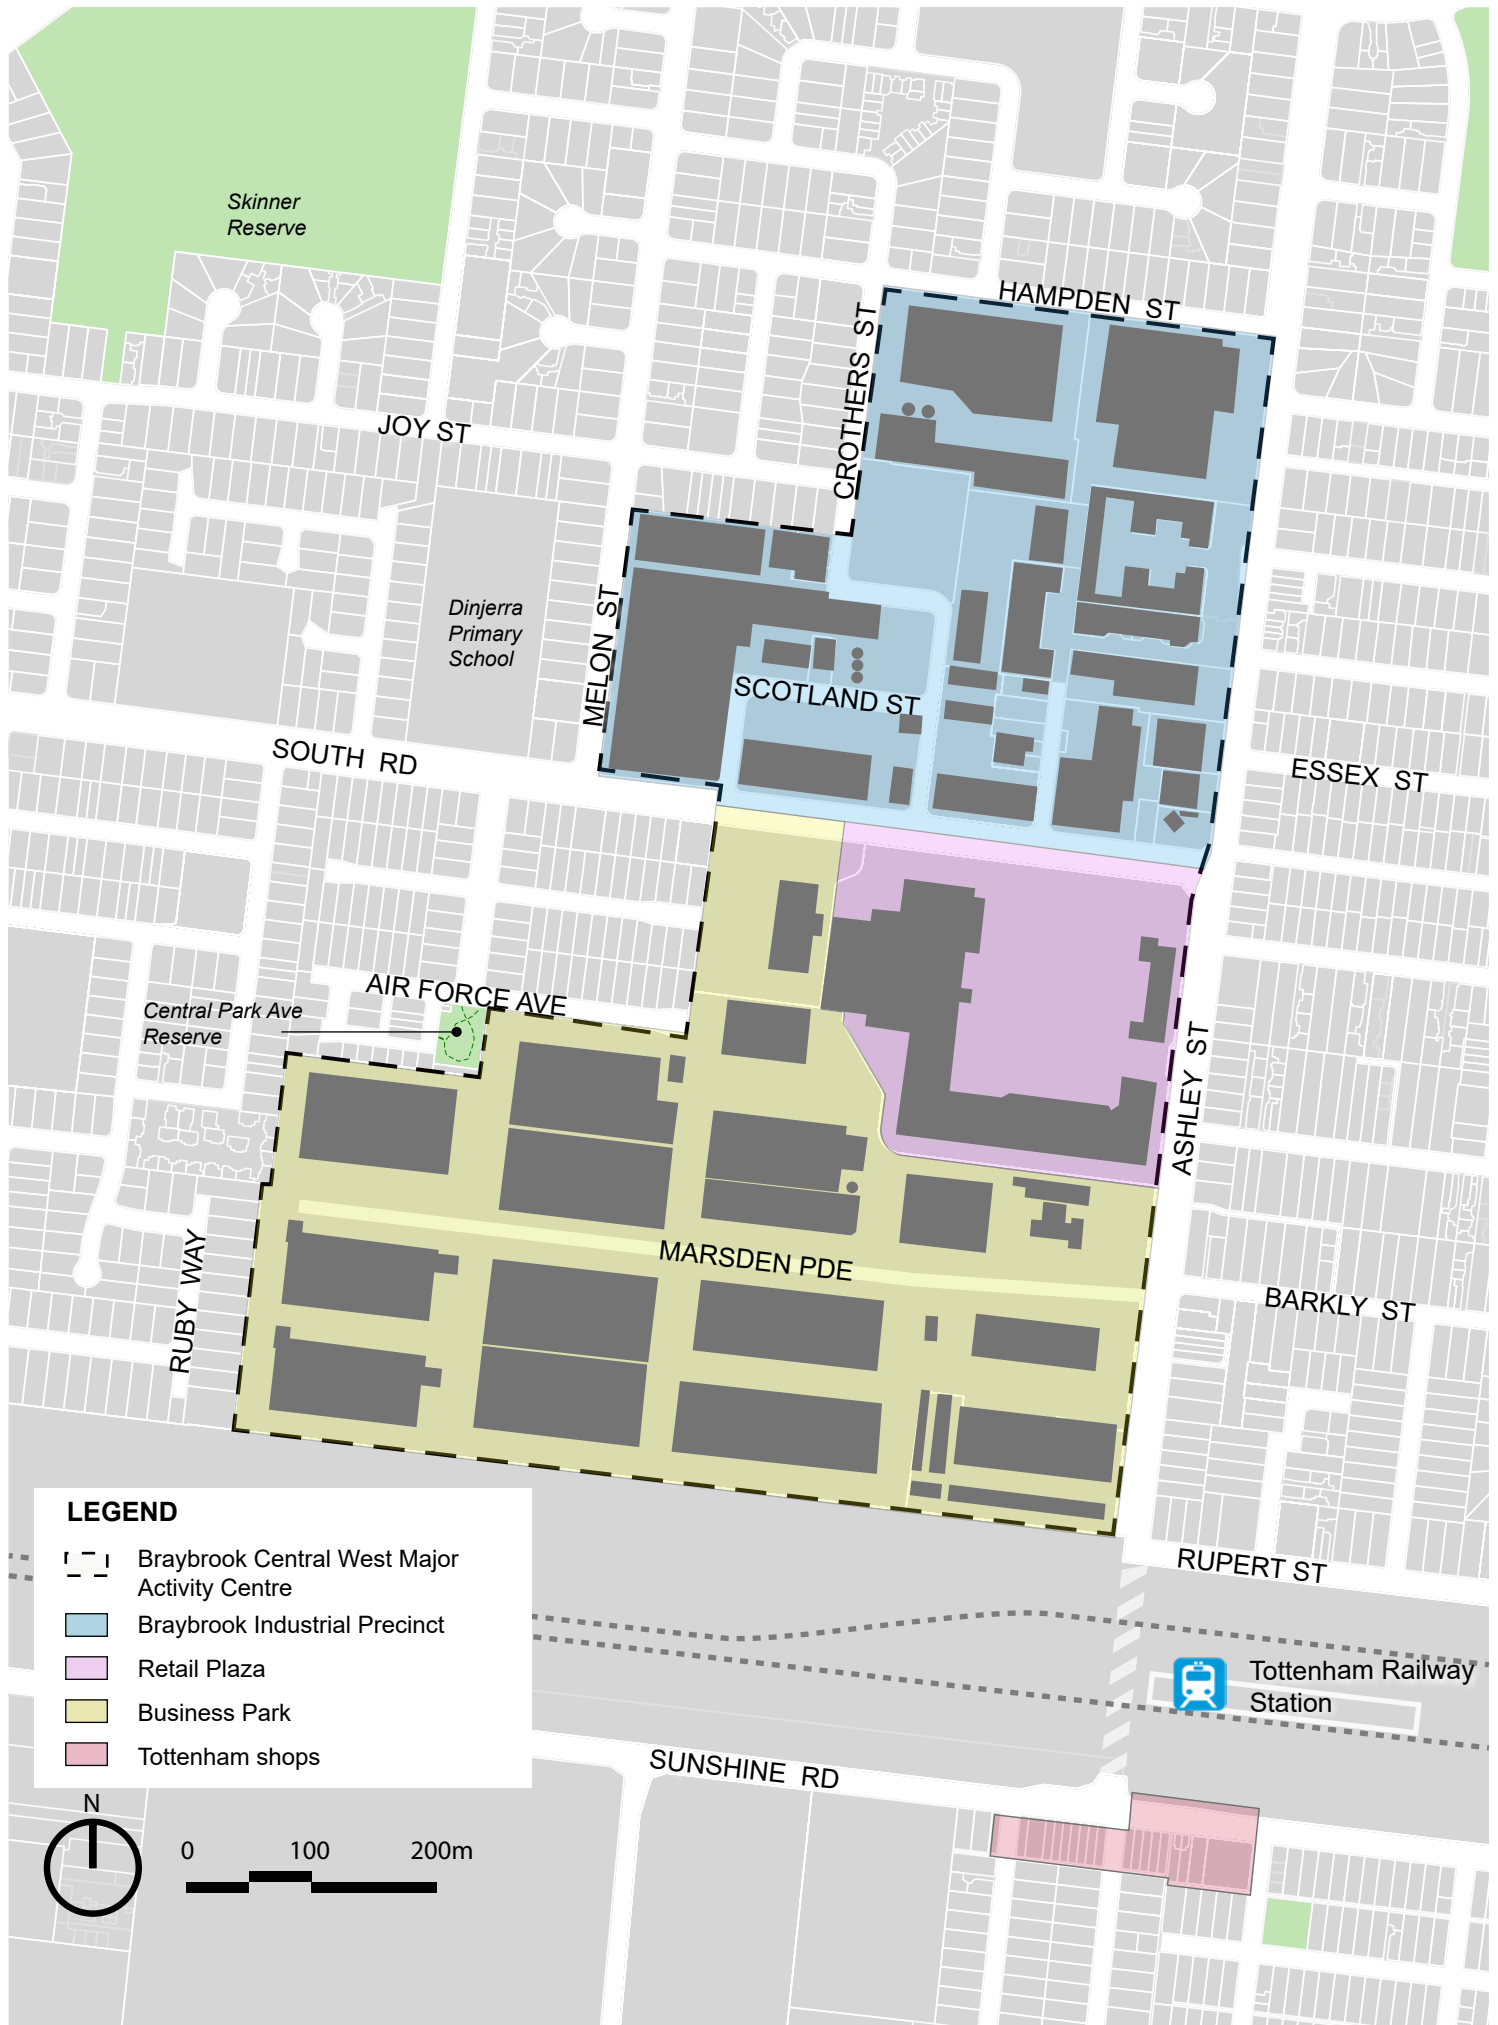 Skinner
Reserve
HAMPDEN ST
CROTHERS ST
JOY ST
Dinjerra
Primary
School
MELON ST
SCOTLAND ST
SOUTH RD
ESSEX ST
AIR FORCE AVE
Central Park Ave
Reserve
ASHLEY ST
RUBY WAY
MARSDEN PDE
BARKLY ST
LEGEND
Braybrook Central West Major
Activity Centre
Braybrook Industrial Precinct
Retail Plaza
Business Park
Tottenham shops
RUPERT ST
Tottenham Railway
Station
SUNSHINE RD
N
0 100 200m